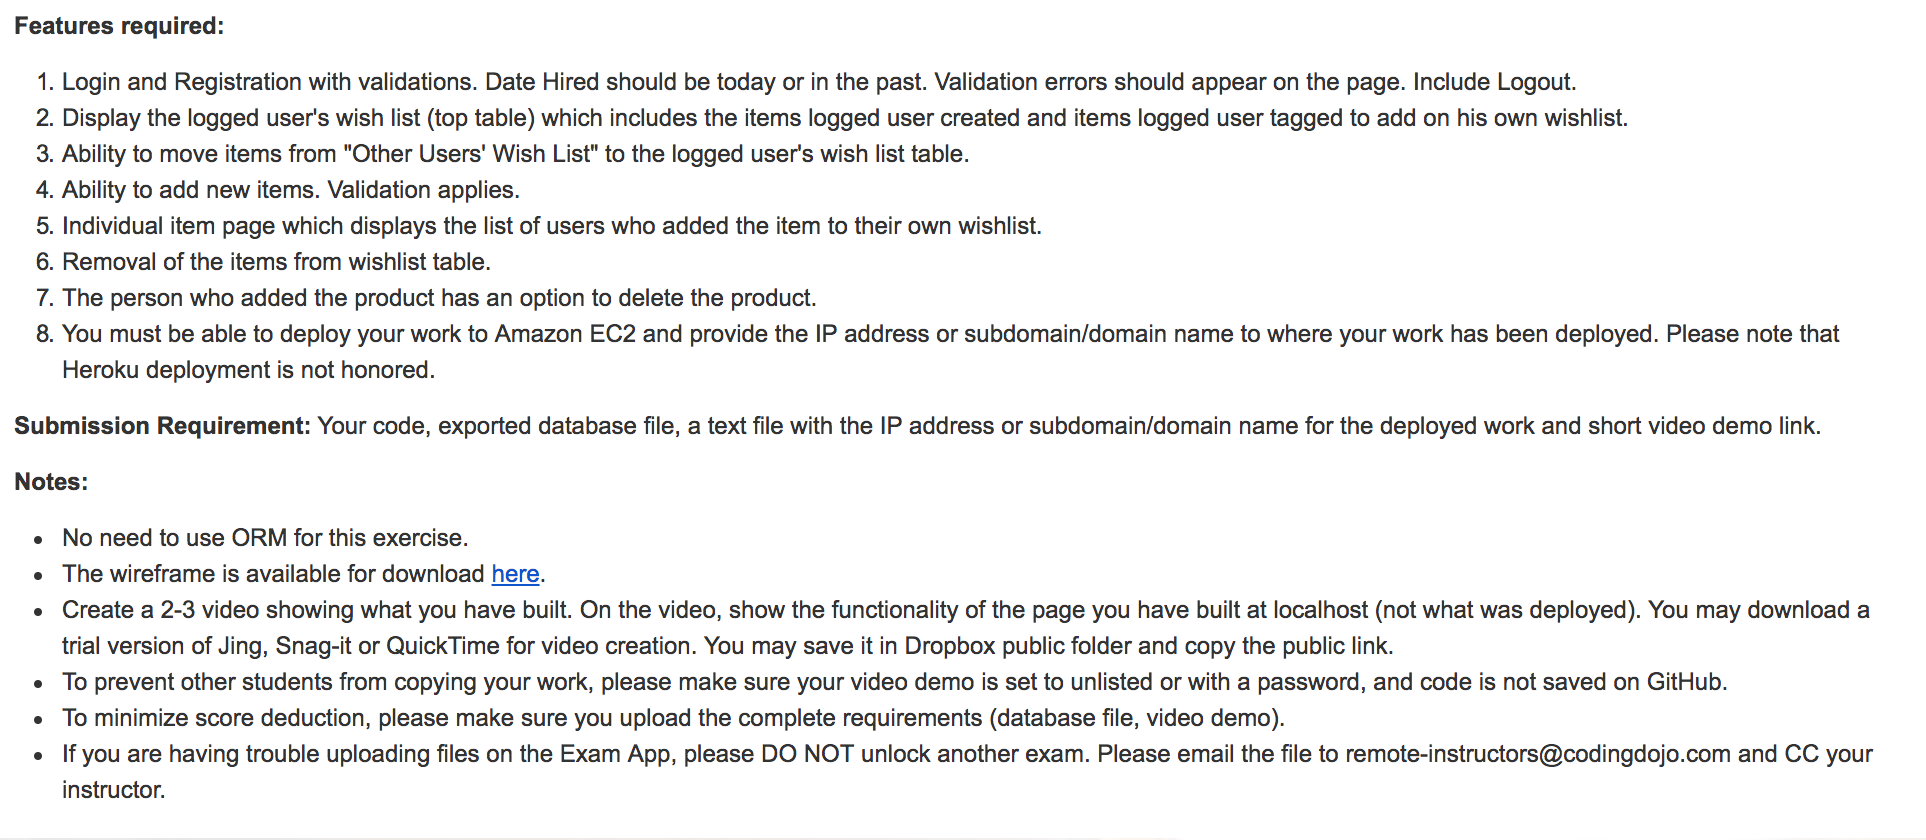 Features required:
1. Login and Registration with validations. Date Hired should be today or in the past. Validation errors should appear on the page. Include Logout.
2. Display the logged user's wish list (top table) which includes the items logged user created and items logged user tagged to add on his own wishlist.
3. Ability to move items from "Other Users' Wish List" to the logged user's wish list table.
4. Ability to add new items. Validation applies.
5. Individual item page which displays the list of users who added the item to their own wishlist.
6. Removal of the items from wishlist table.
7. The person who added the product has an option to delete the product.
8. You must be able to deploy your work to Amazon EC2 and provide the IP address or subdomain/domain name to where your work has been deployed. Please note that
Heroku deployment is not honored.
Submission Requirement: Your code, exported database file, a text file with the IP address or subdomain/domain name for the deployed work and short video demo link.
Notes:
• No need to use ORM for this exercise.
• The wireframe is available for download here.
• Create a 2-3 video showing what you have built. On the video, show the functionality of the page you have built at localhost (not what was deployed). You may download a
trial version of Jing, Snag-it or QuickTime for video creation. You may save it in Dropbox public folder and copy the public link.
• To prevent other students from copying your work, please make sure your video demo is set to unlisted or with a password, and code is not saved on GitHub.
• To minimize score deduction, please make sure you upload the complete requirements (database file, video demo).
• If you are having trouble uploading files on the Exam App, please DO NOT unlock another exam. Please email the file to remote-instructors@codingdojo.com and CC your
instructor.